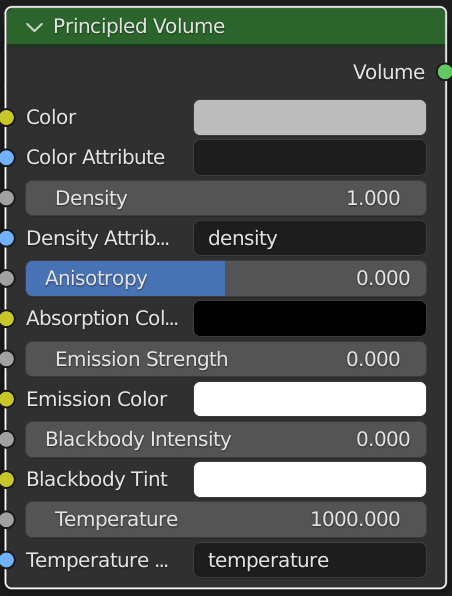 Principled Volume
Volume
Color
Color Attribute
Density 1.000
Density Attrib... density
Anisotropy 0.000
Absorption Col...
Emission Strength 0.000
Emission Color
Blackbody Intensity 0.000
Blackbody Tint
Temperature 1000.000
Temperature ... temperature